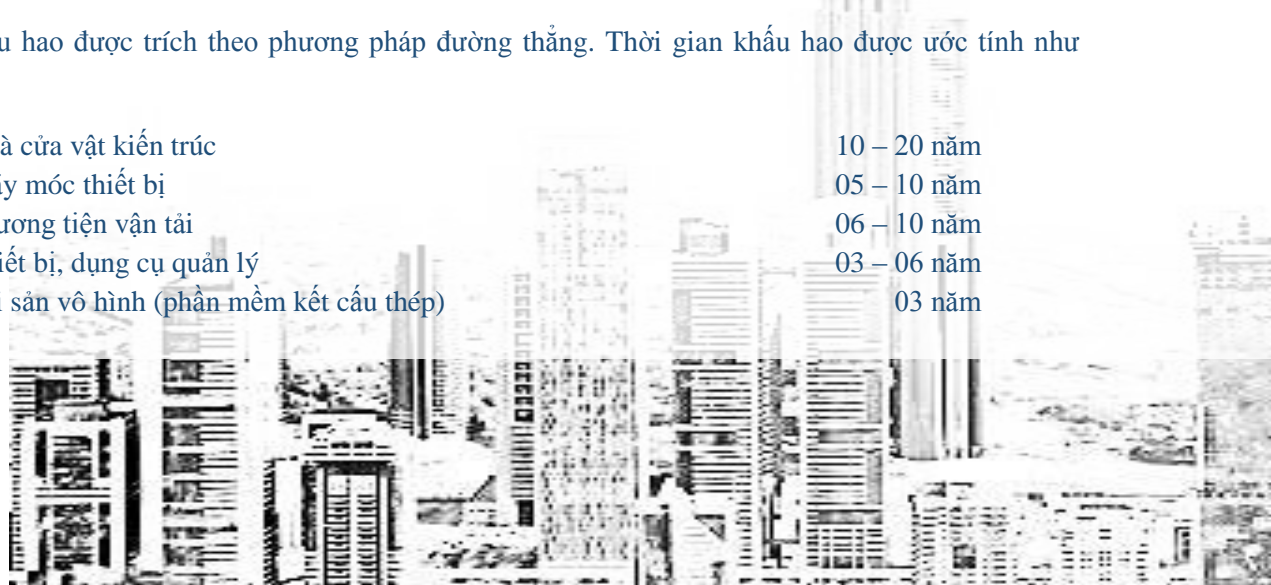 u hao được trích theo phương pháp đường thẳng. Thời gian khấu hao được ước tính như
à cửa vật kiến trúc 10 – 20 năm
áy móc thiết bị 05 – 10 năm
ương tiện vận tải 06 – 10 năm
iết bị, dụng cụ quản lý 03 – 06 năm
i sản vô hình (phần mềm kết cấu thép) 03 năm